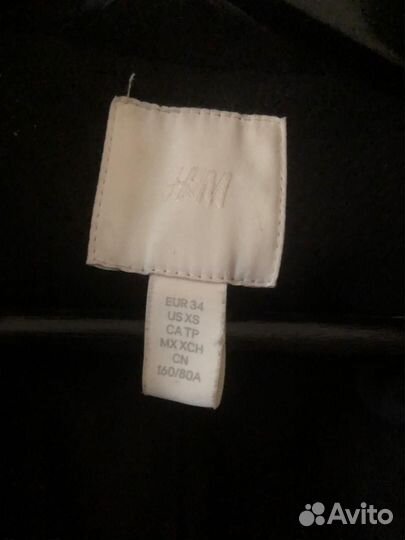 H&M
EUR 34
US XS
CA TP
MX XCH
CN
160/80A
Avito